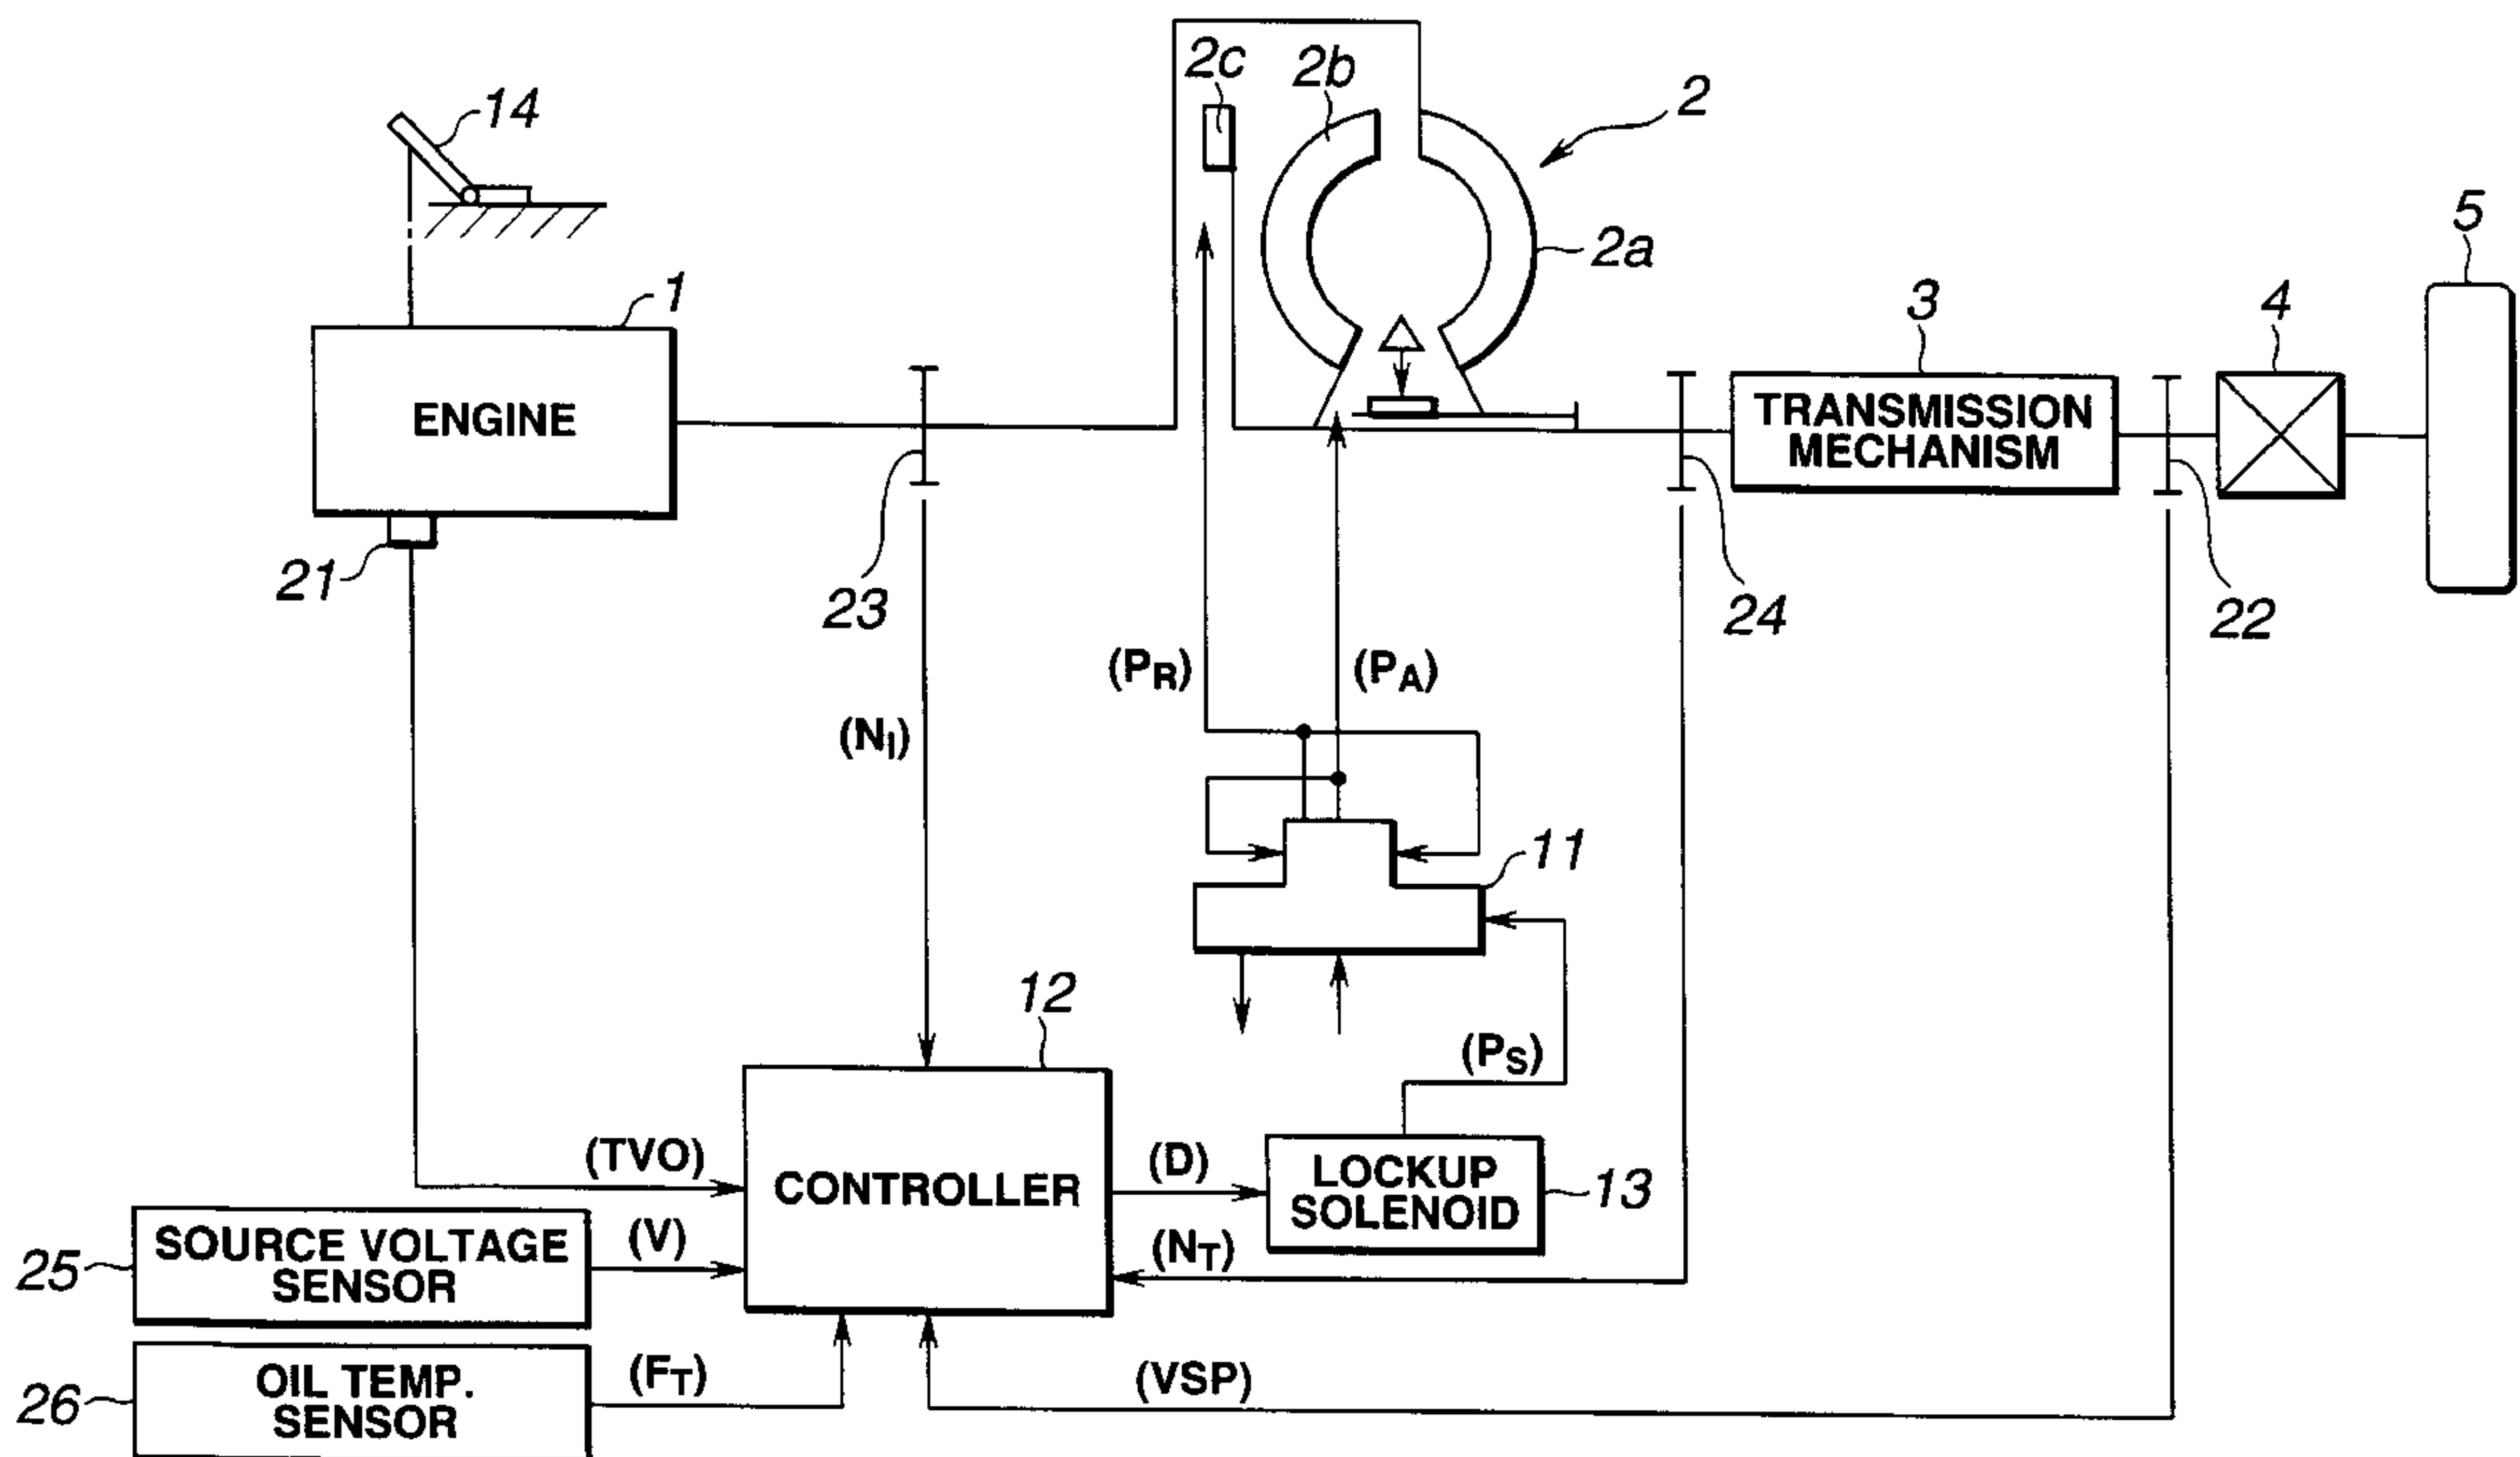 2c
2b
2
14
2a
5
1
3
4
ENGINE
TRANSMISSION
MECHANISM
21
23
24
22
(PR)
(PA)
(NI)
11
12
(PS)
(TVO)
(D)
CONTROLLER
LOCKUP
SOLENOID
13
25
SOURCE VOLTAGE
SENSOR
(V)
(NT)
26
OIL TEMP.
SENSOR
(FT)
(VSP)